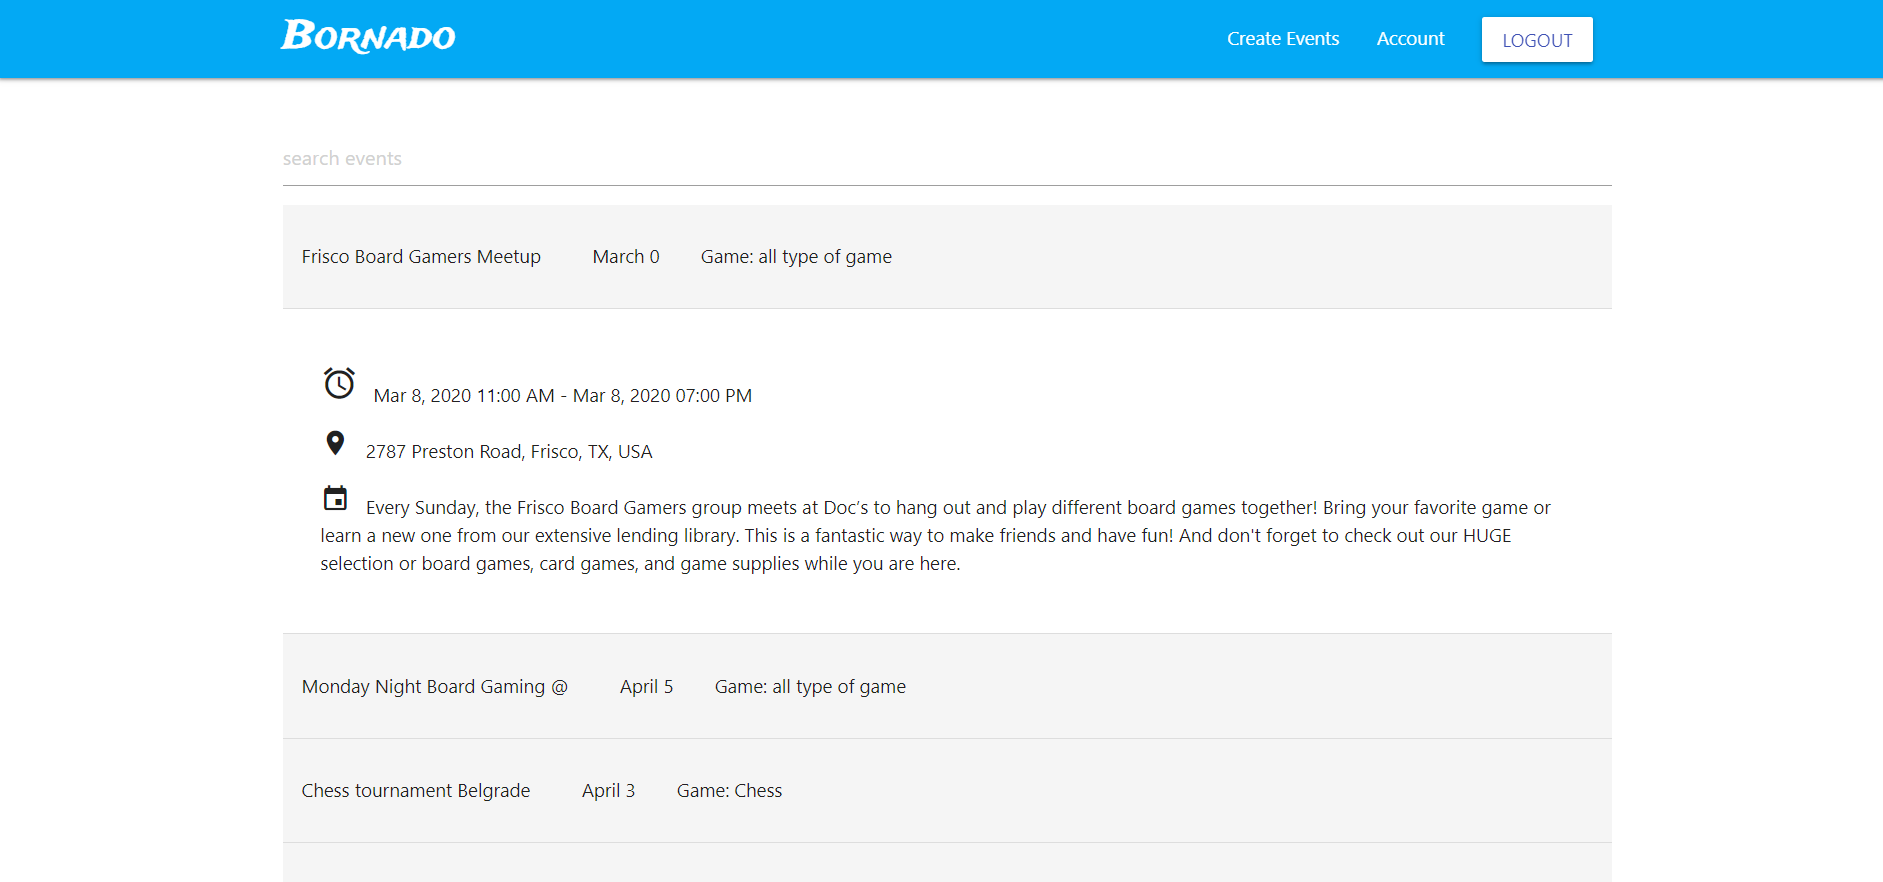 BORNADO
Create Events
Account
LOGOUT
search events
Frisco Board Gamers Meetup March 0 Game: all type of game
Mar 8, 2020 11:00 AM - Mar 8, 2020 07:00 PM
2787 Preston Road, Frisco, TX, USA
Every Sunday, the Frisco Board Gamers group meets at Doc’s to hang out and play different board games together! Bring your favorite game or
learn a new one from our extensive lending library. This is a fantastic way to make friends and have fun! And don't forget to check out our HUGE
selection or board games, card games, and game supplies while you are here.
Monday Night Board Gaming @ April 5 Game: all type of game
Chess tournament Belgrade April 3 Game: Chess